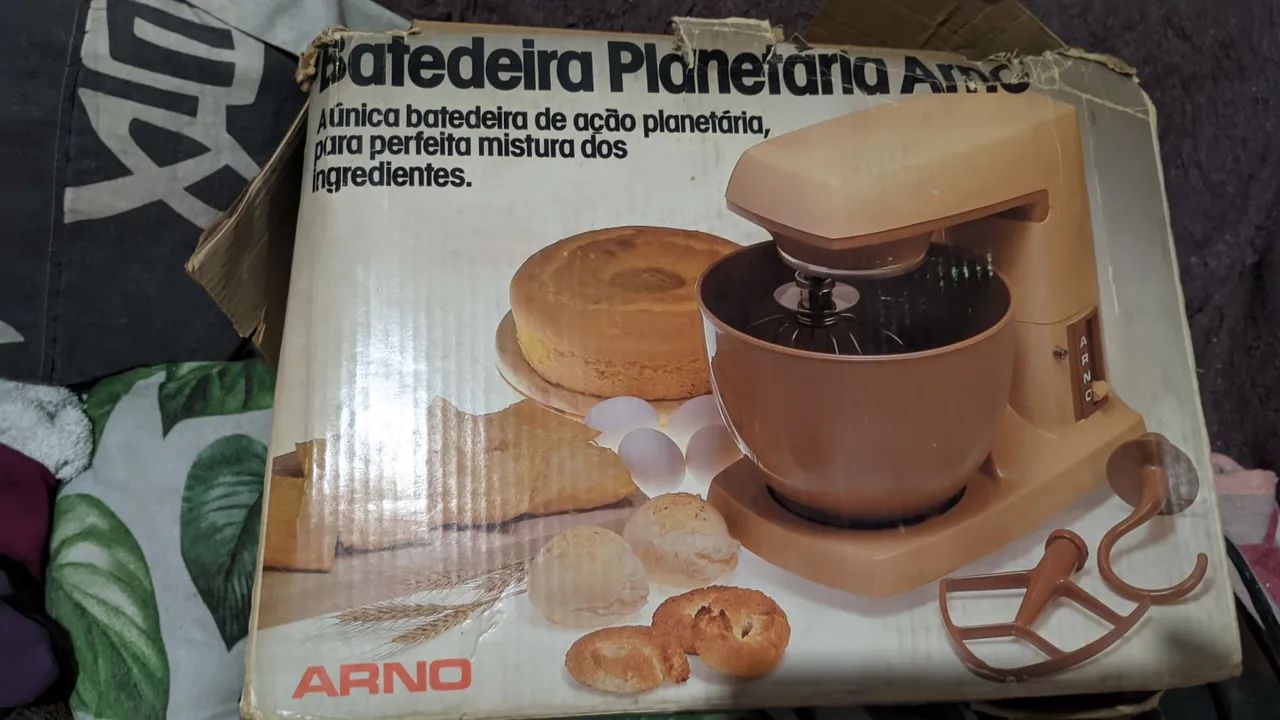 Batedeira Planetária Arno
A única batedeira de ação planetária,
para perfeita mistura dos
ingredientes.
ARNO
ARNO